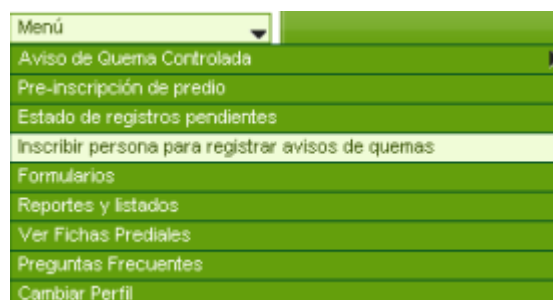 Menú
Aviso de Quema Controlada
Pre-inscripción de predio
Estado de registros pendientes
Inscribir persona para registrar avisos de quemas
Formularios
Reportes y listados
Ver Fichas Prediales
Preguntas Frecuentes
Cambiar Perfil